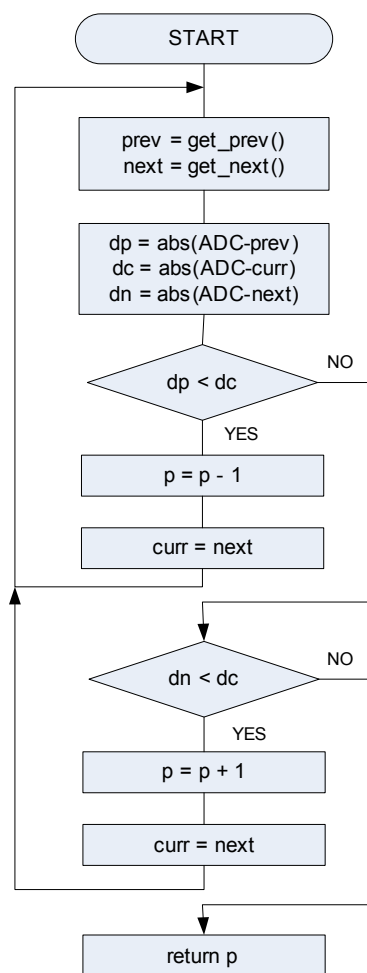 START
prev = get_prev()
next = get_next()
dp = abs(ADC-prev)
dc = abs(ADC-curr)
dn = abs(ADC-next)
dp < dc
NO
YES
p = p - 1
curr = next
dn < dc
NO
YES
p = p + 1
curr = next
return p